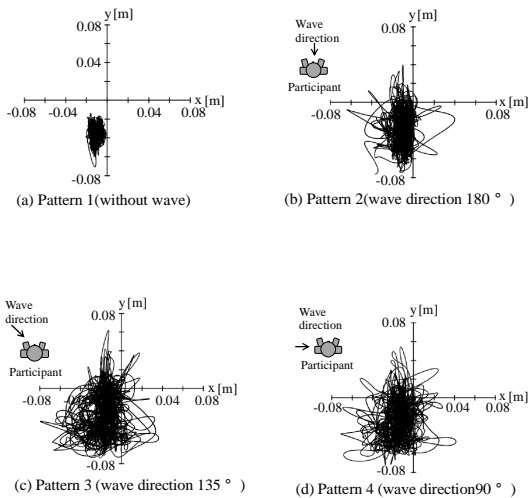 y[m]
0.08
0.04
x[m]
-0.08
-0.04
0.04
0.08
-0.08
(a) Pattern 1(without wave)
Wave
direction
Participant
y[m]
0.08
x[m]
-0.08
0.08
-0.08
(b) Pattern 2(wave direction 180 ° )
Wave
direction
Participant
y[m]
0.08
x[m]
-0.08
0.04
0.08
-0.08
(c) Pattern 3 (wave direction 135 ° )
Wave
direction
Participant
y[m]
0.08
x[m]
-0.08
0.04
0.08
-0.08
(d) Pattern 4 (wave direction90 ° )